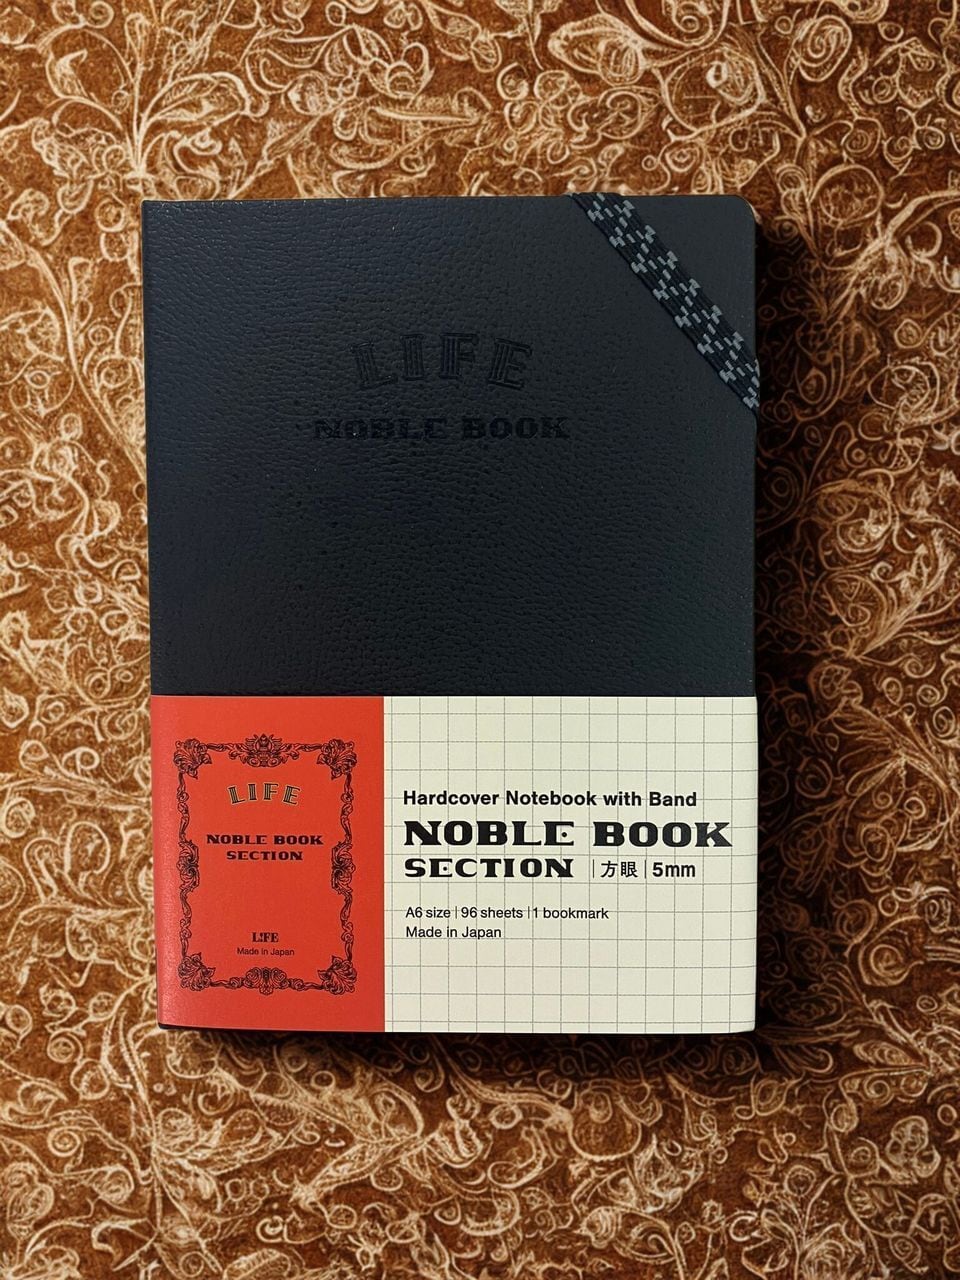 LIFE
NOBLE BOOK
LIFE
NOBLE BOOK
SECTION
L!FE
Made in Japan
Hardcover Notebook with Band
NOBLE BOOK
SECTION |方眼|5mm
A6 size|96 sheets|1 bookmark
Made in Japan